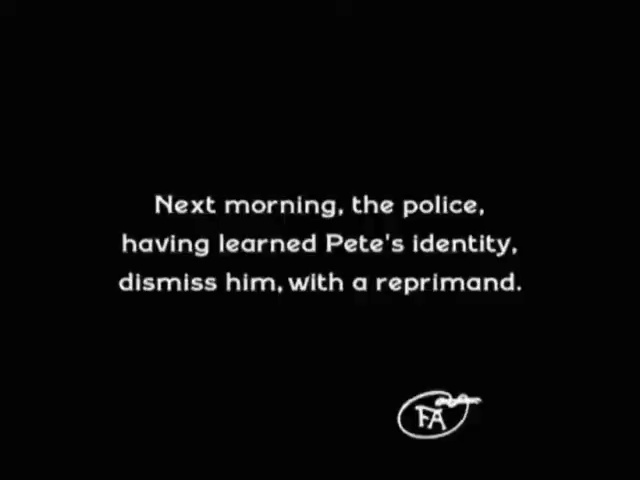 Next morning, the police,
having learned Pete's identity,
dismiss him, with a reprimand.
FA